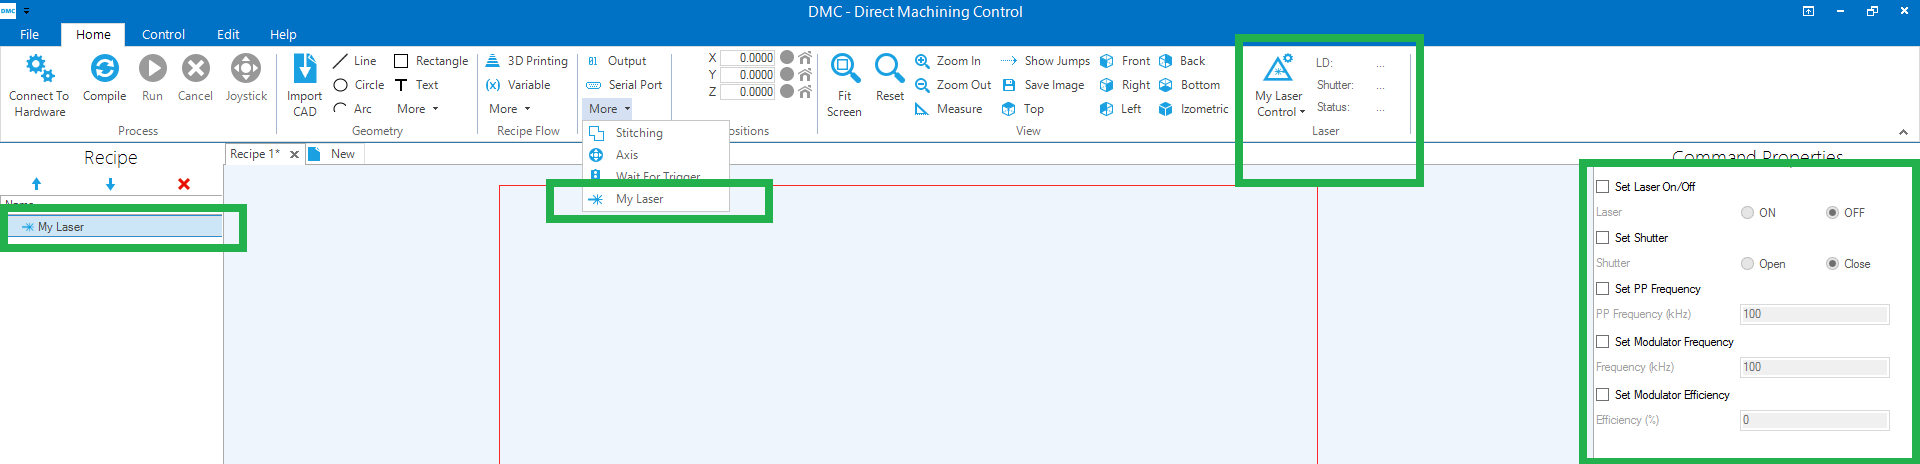 DMC
DMC - Direct Machining Control
File Home Control Edit Help
Connect To Hardware
Compile
Run
Cancel
Joystick
Process
Import CAD
Line
Circle
Arc
Rectangle
Text
More
Geometry
3D Printing
(x) Variable
More
Recipe Flow
01 Output
Serial Port
More
Stitching
Axis
Wait For Trigger
My Laser
X 0.0000
Y 0.0000
Z 0.0000
ositions
Fit Screen
Reset
Zoom In
Zoom Out
Measure
Show Jumps
Save Image
Top
Front
Right
Left
Back
Bottom
Izometric
View
My Laser Control
LD: ...
Shutter: ...
Status: ...
Laser
Recipe
Name
My Laser
Recipe 1*
New
Command Properties
Set Laser On/Off
Laser ON OFF
Set Shutter
Shutter Open Close
Set PP Frequency
PP Frequency (kHz) 100
Set Modulator Frequency
Frequency (kHz) 100
Set Modulator Efficiency
Efficiency (%) 0